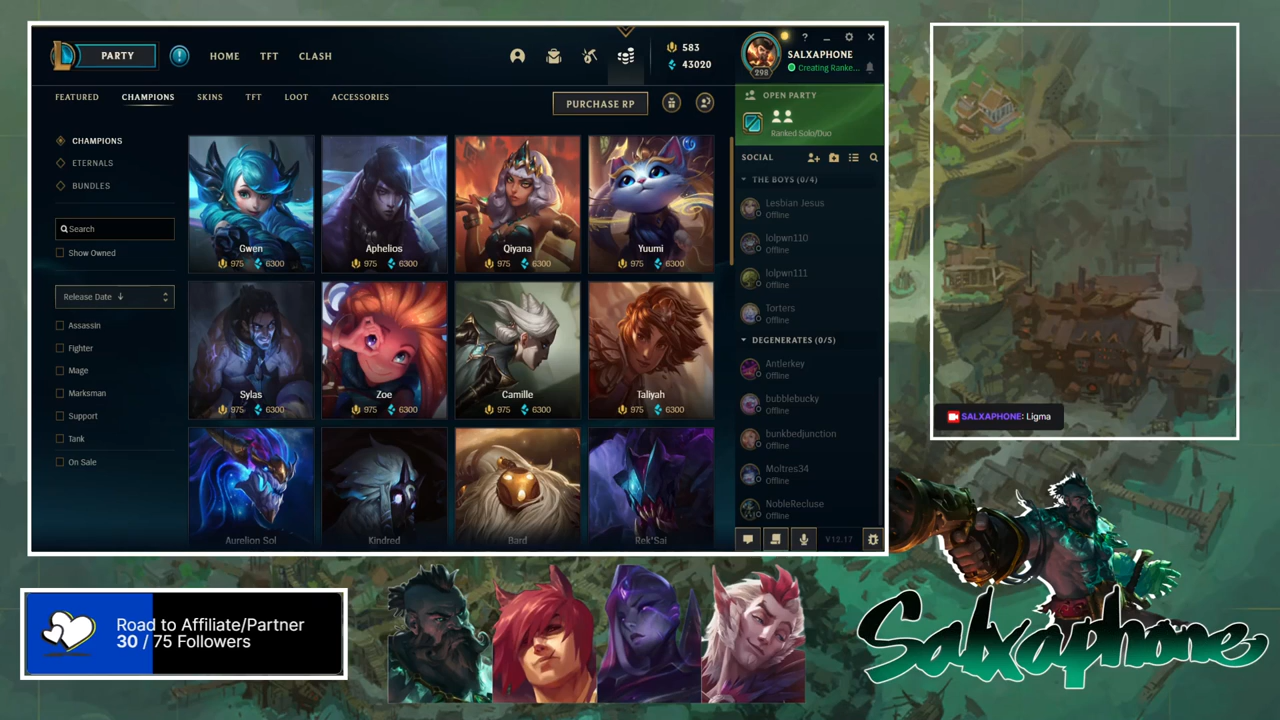 PARTY
HOME
TFT
CLASH
583
43020
?
SALXAPHONE
298
Creating Ranke...
FEATURED
CHAMPIONS
SKINS
TFT
LOOT
ACCESSORIES
PURCHASE RP
OPEN PARTY
Ranked Solo/Duo
CHAMPIONS
ETERNALS
BUNDLES
Search
Show Owned
Release Date
Assassin
Fighter
Mage
Marksman
Support
Tank
On Sale
Gwen
975 6300
Aphelios
975 6300
Qiyana
975 6300
Yuumi
975 6300
Sylas
975 6300
Zoe
975 6300
Camille
975 6300
Taliyah
975 6300
Aurelion Sol
Kindred
Bard
Rek'Sai
SOCIAL
THE BOYS (0/4)
Lesbian Jesus
Offline
lolpwn110
Offline
lolpwn111
Offline
Torters
Offline
DEGENERATES (0/5)
Antlerkey
Offline
bubblebucky
Offline
bunkbedjunction
Offline
Moltres34
Offline
NobleRecluse
Offline
V12.17
SALXAPHONE: Ligma
Road to Affiliate/Partner
30 / 75 Followers
Salxaphone